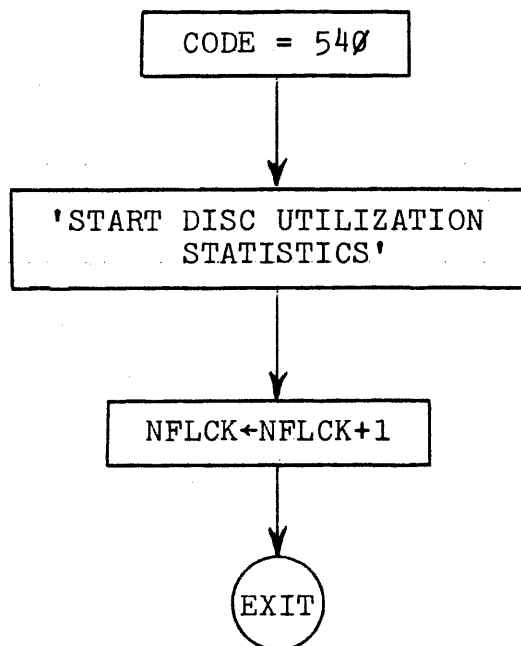 CODE = 540
'START DISC UTILIZATION
STATISTICS'
NFLCK←NFLCK+1
EXIT